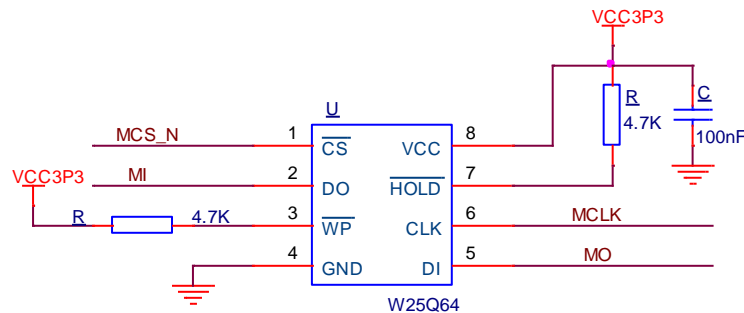 VCC3P3
U
R
C
MCS_N 1 CS VCC 8
4.7K
100nF
MI 2 DO HOLD 7
VCC3P3
R 4.7K 3 WP CLK 6 MCLK
4 GND DI 5 MO
W25Q64